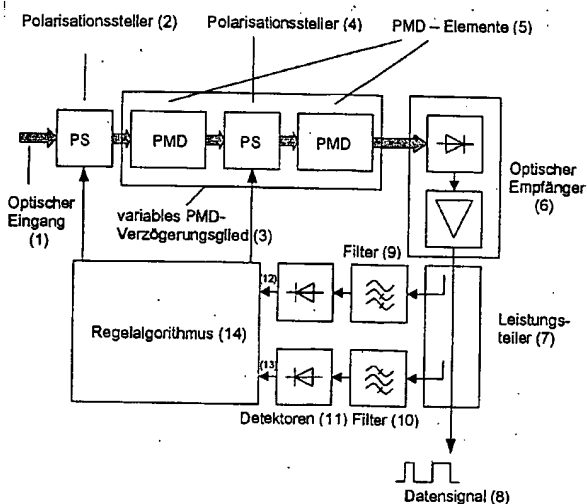 Polarisationssteller (2)
Polarisationssteller (4)
PMD – Elemente (5)
PS
PMD
PS
PMD
Optischer
Eingang
(1)
variables PMD-
Verzögerungsglied (3)
Optischer
Empfänger
(6)
Filter (9)
(12)
Regelalgorithmus (14)
Leistungs-
teiler (7)
(13)
Detektoren (11)
Filter (10)
Datensignal (8)